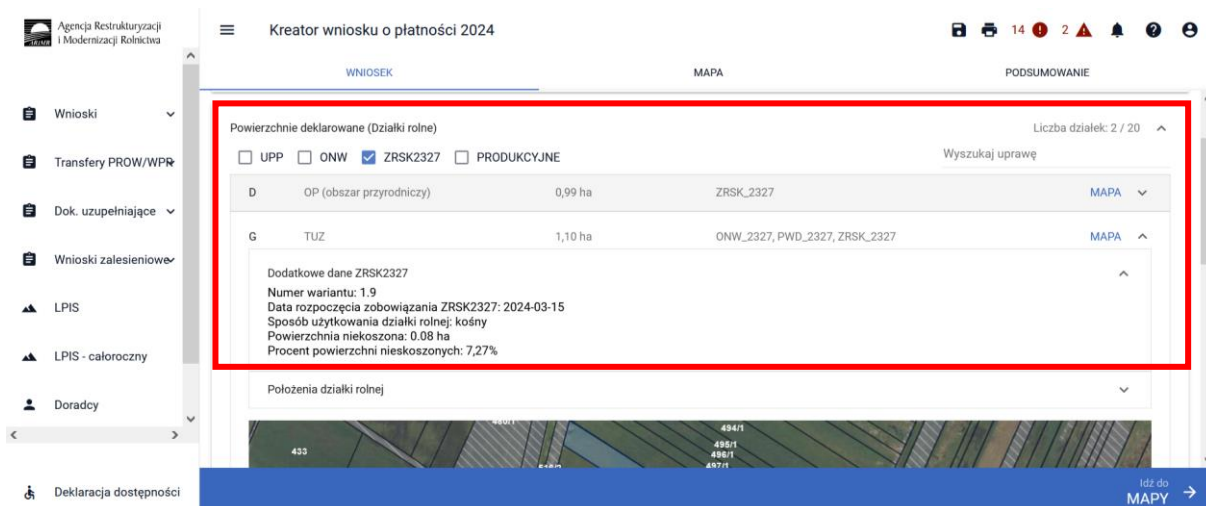 Agencja Restrukturyzacji
i Modernizacji Rolnictwa
ARiMR
Kreator wniosku o płatności 2024
14 2
WNIOSEK MAPA PODSUMOWANIE
Wnioski
Transfery PROW/WPR
Dok. uzupełniające
Wnioski zalesieniowe
LPIS
LPIS - całoroczny
Doradcy
Deklaracja dostępności
Powierzchnie deklarowane (Działki rolne) Liczba działek: 2 / 20
UPP ONW ZRSK2327 PRODUKCYJNE Wyszukaj uprawę
D OP (obszar przyrodniczy) 0,99 ha ZRSK_2327 MAPA
G TUZ 1,10 ha ONW_2327, PWD_2327, ZRSK_2327 MAPA
Dodatkowe dane ZRSK2327
Numer wariantu: 1.9
Data rozpoczęcia zobowiązania ZRSK2327: 2024-03-15
Sposób użytkowania działki rolnej: kośny
Powierzchnia niekoszona: 0.08 ha
Procent powierzchni nieskoszonych: 7,27%
Położenia działki rolnej
494/1
495/1
433
496/1
497/1
Idź do
MAPY